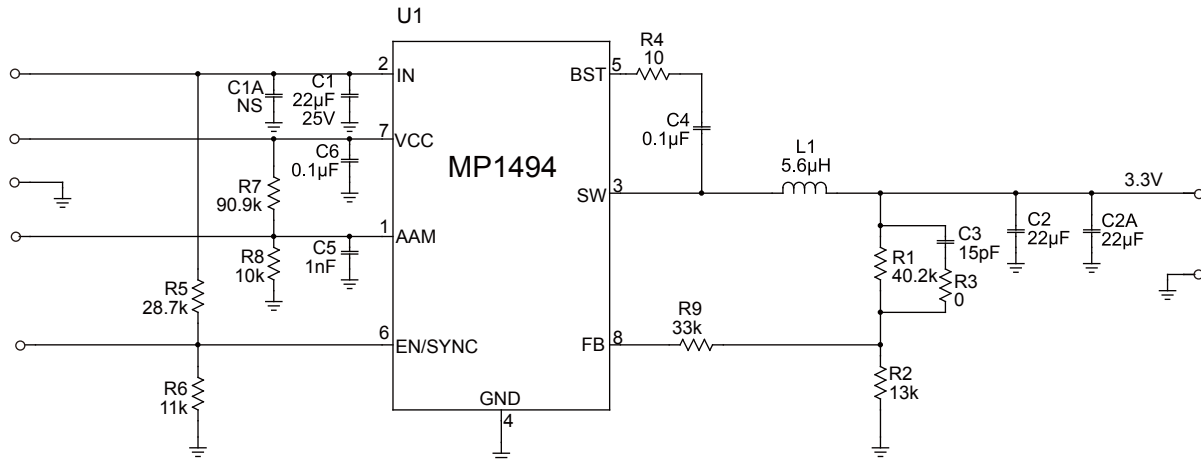 U1
MP1494
2
IN
7
VCC
1
AAM
6
EN/SYNC
GND
4
5
BST
3
SW
8
FB
C1A
NS
C1
22µF
25V
C6
0.1µF
R7
90.9k
R8
10k
C5
1nF
R5
28.7k
R6
11k
R4
10
C4
0.1µF
L1
5.6µH
3.3V
R1
40.2k
C3
15pF
R3
0
C2
22µF
C2A
22µF
R9
33k
R2
13k